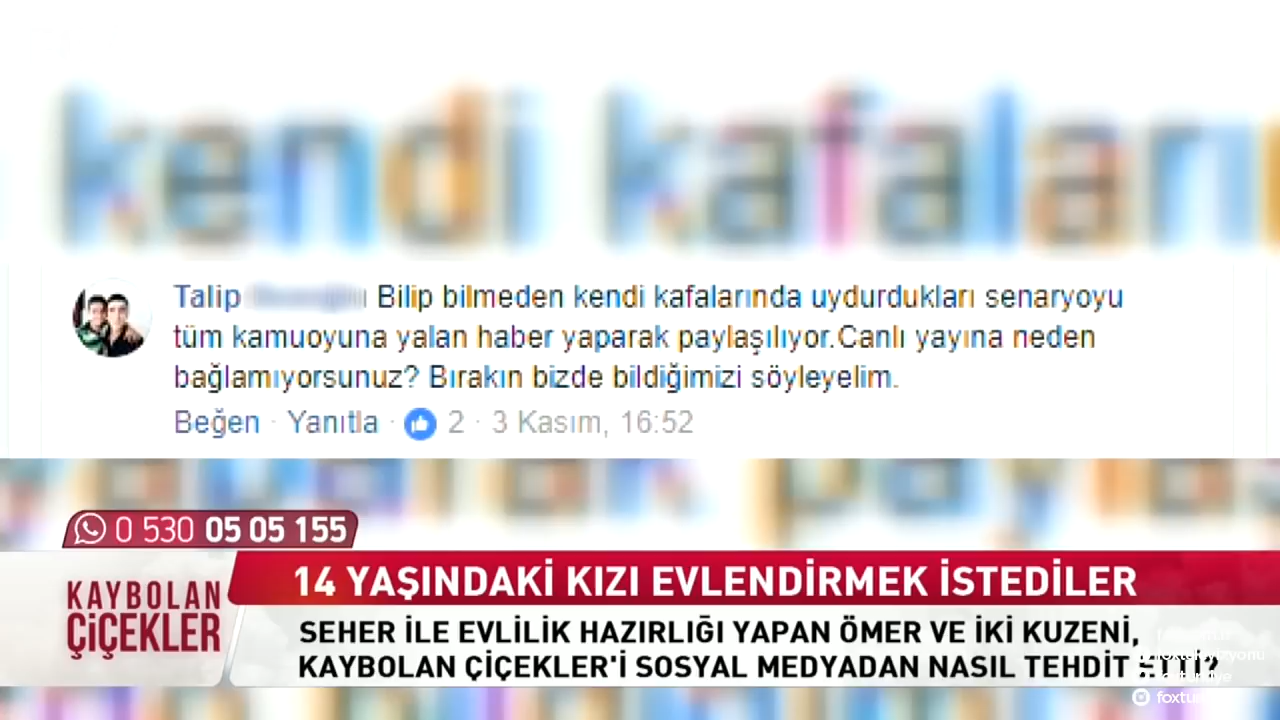 kendi kafaların
Talip Bilip bilmeden kendi kafalarında uydurdukları senaryoyu
tüm kamuoyuna yalan haber yaparak paylaşılıyor.Canlı yayına neden
bağlamıyorsunuz? Bırakın bizde bildiğimizi söyleyelim.
Beğen · Yanıtla · 2 · 3 Kasım, 16:52
0 530 05 05 155
KAYBOLAN
ÇİÇEKLER
14 YAŞINDAKİ KIZI EVLENDİRMEK İSTEDİLER
SEHER İLE EVLİLİK HAZIRLIĞI YAPAN ÖMER VE İKİ KUZENİ,
KAYBOLAN ÇİÇEKLER'İ SOSYAL MEDYADAN NASIL TEHDİT ETTİ?